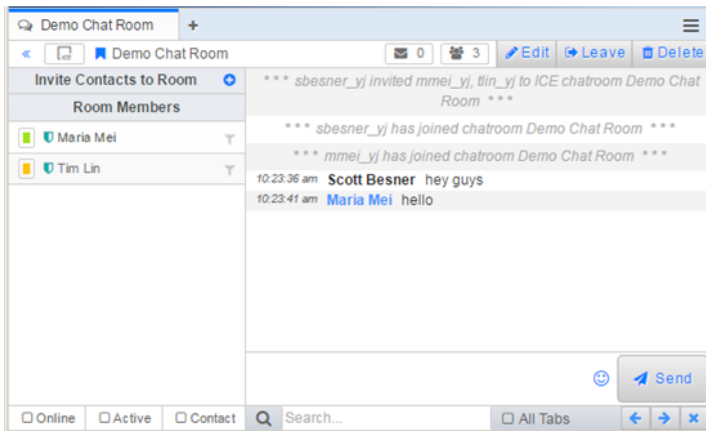 Demo Chat Room +
« ICE Demo Chat Room 0 3 Edit Leave Delete
Invite Contacts to Room
Room Members
Maria Mei
Tim Lin
* * * sbesner_yj invited mmei_yj, tlin_yj to ICE chatroom Demo Chat
Room * * *
* * * sbesner_yj has joined chatroom Demo Chat Room * * *
* * * mmei_yj has joined chatroom Demo Chat Room * * *
10:23:36 am Scott Besner hey guys
10:23:41 am Maria Mei hello
Send
Online Active Contact Search... All Tabs